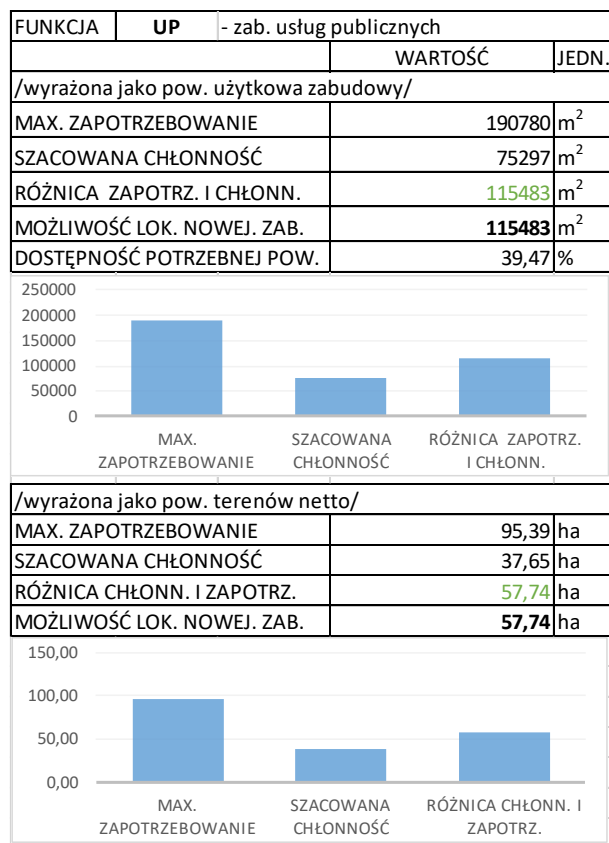 FUNKCJA UP - zab. usług publicznych
WARTOŚĆ JEDN.
/wyrażona jako pow. użytkowa zabudowy/
MAX. ZAPOTRZEBOWANIE 190780 m²
SZACOWANA CHŁONNOŚĆ 75297 m²
RÓŻNICA ZAPOTRZ. I CHŁONN. 115483 m²
MOŻLIWOŚĆ LOK. NOWEJ. ZAB. 115483 m²
DOSTĘPNOŚĆ POTRZEBNEJ POW. 39,47 %
250000
200000
150000
100000
50000
0
MAX. SZACOWANA RÓŻNICA ZAPOTRZ.
ZAPOTRZEBOWANIE CHŁONNOŚĆ I CHŁONN.
/wyrażona jako pow. terenów netto/
MAX. ZAPOTRZEBOWANIE 95,39 ha
SZACOWANA CHŁONNOŚĆ 37,65 ha
RÓŻNICA CHŁONN. I ZAPOTRZ. 57,74 ha
MOŻLIWOŚĆ LOK. NOWEJ. ZAB. 57,74 ha
150,00
100,00
50,00
0,00
MAX. SZACOWANA RÓŻNICA CHŁONN. I
ZAPOTRZEBOWANIE CHŁONNOŚĆ ZAPOTRZ.